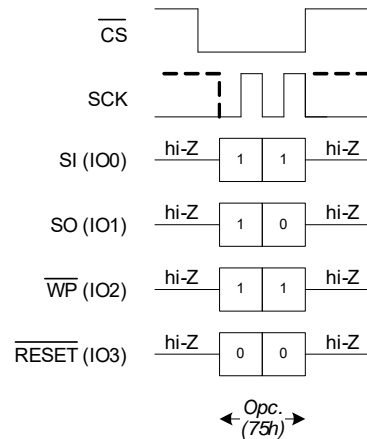 CS
SCK
hi-Z hi-Z
SI (IO0) 1 1
hi-Z hi-Z
SO (IO1) 1 0
hi-Z hi-Z
WP (IO2) 1 1
hi-Z hi-Z
RESET (IO3) 0 0
Opc.
(75h)